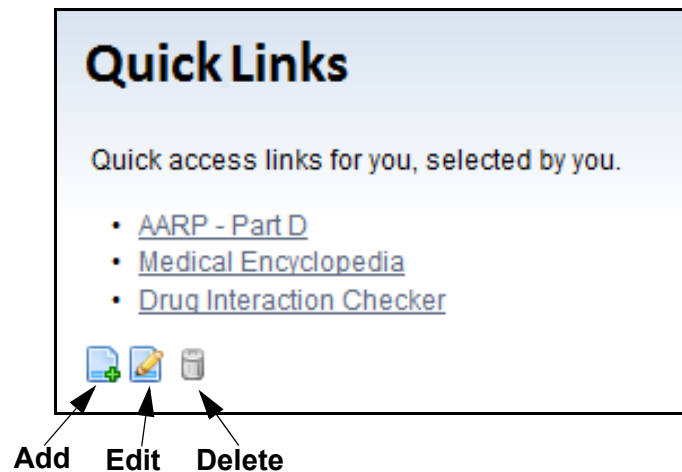 Quick Links
Quick access links for you, selected by you.
• AARP - Part D
• Medical Encyclopedia
• Drug Interaction Checker
Add Edit Delete